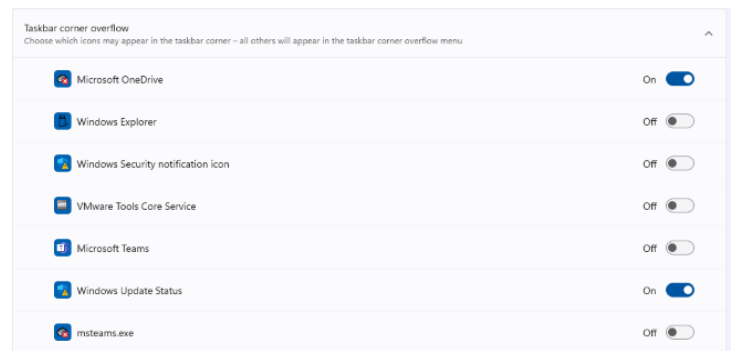 Taskbar corner overflow
Choose which icons may appear in the taskbar corner – all others will appear in the taskbar corner overflow menu
Microsoft OneDrive On
Windows Explorer Off
Windows Security notification icon Off
VMware Tools Core Service Off
Microsoft Teams Off
Windows Update Status On
msteams.exe Off